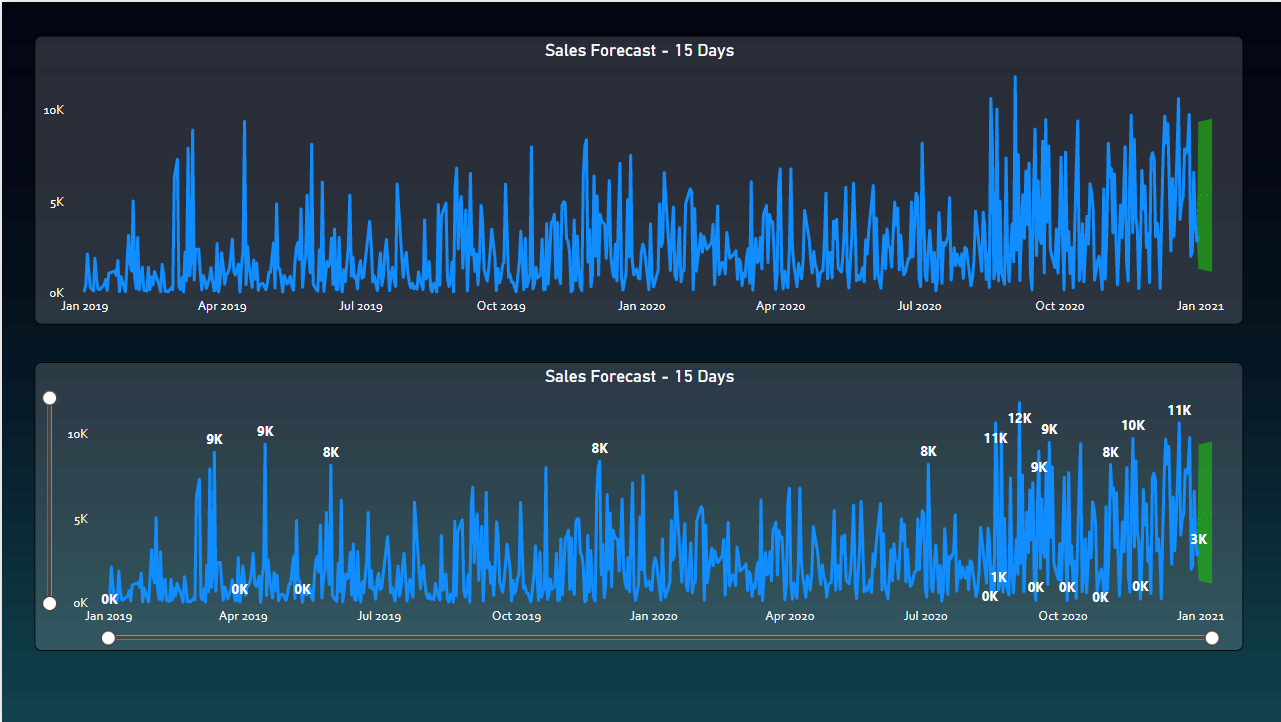 Sales Forecast - 15 Days
10K
5K
0K
Jan 2019 Apr 2019 Jul 2019 Oct 2019 Jan 2020 Apr 2020 Jul 2020 Oct 2020 Jan 2021
Sales Forecast - 15 Days
12K 11K
10K 9K 9K 11K 9K 10K
8K 8K 8K 8K
9K
5K
3K
1K
0K 0K 0K 0K 0K 0K 0K 0K
0K
Jan 2019 Apr 2019 Jul 2019 Oct 2019 Jan 2020 Apr 2020 Jul 2020 Oct 2020 Jan 2021